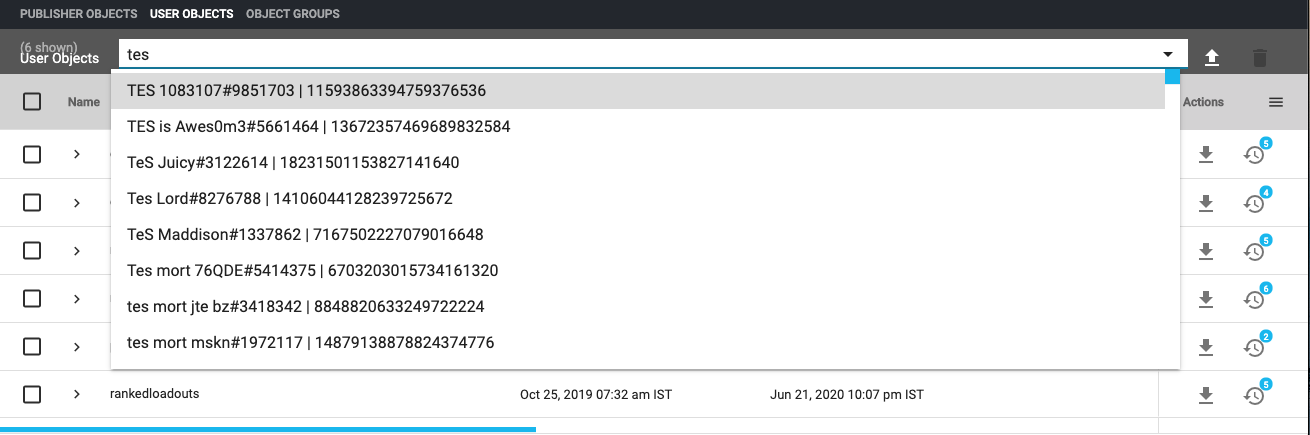 PUBLISHER OBJECTS USER OBJECTS OBJECT GROUPS
(6 shown)
User Objects
tes
Name
Actions
TES 1083107#9851703 | 11593863394759376536
TES is Awes0m3#5661464 | 13672357469689832584
5
TeS Juicy#3122614 | 18231501153827141640
Tes Lord#8276788 | 14106044128239725672
4
TeS Maddison#1337862 | 7167502227079016648
5
Tes mort 76QDE#5414375 | 6703203015734161320
6
tes mort jte bz#3418342 | 8848820633249722224
2
tes mort mskn#1972117 | 14879138878824374776
rankedloadouts Oct 25, 2019 07:32 am IST Jun 21, 2020 10:07 pm IST 5